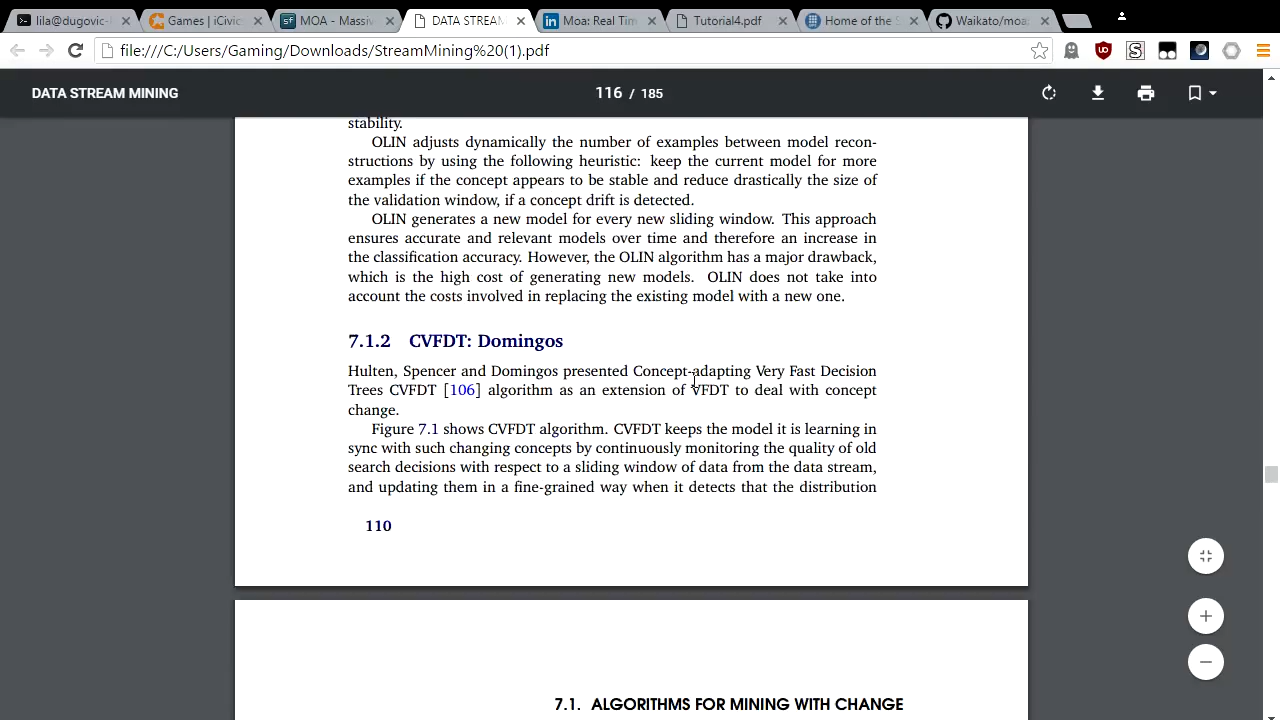 lila@dugovic-
Games | iCivic
MOA - Massiv
DATA STREAM
Moa: Real Tim
Tutorial4.pdf
Home of the S
Waikato/moa
file:///C:/Users/Gaming/Downloads/StreamMining%20(1).pdf
DATA STREAM MINING
116 / 185
stability.
OLIN adjusts dynamically the number of examples between model recon-
structions by using the following heuristic: keep the current model for more
examples if the concept appears to be stable and reduce drastically the size of
the validation window, if a concept drift is detected.
OLIN generates a new model for every new sliding window. This approach
ensures accurate and relevant models over time and therefore an increase in
the classification accuracy. However, the OLIN algorithm has a major drawback,
which is the high cost of generating new models. OLIN does not take into
account the costs involved in replacing the existing model with a new one.
7.1.2 CVFDT: Domingos
Hulten, Spencer and Domingos presented Concept-adapting Very Fast Decision
Trees CVFDT [106] algorithm as an extension of VFDT to deal with concept
change.
Figure 7.1 shows CVFDT algorithm. CVFDT keeps the model it is learning in
sync with such changing concepts by continuously monitoring the quality of old
search decisions with respect to a sliding window of data from the data stream,
and updating them in a fine-grained way when it detects that the distribution
110
7.1. ALGORITHMS FOR MINING WITH CHANGE